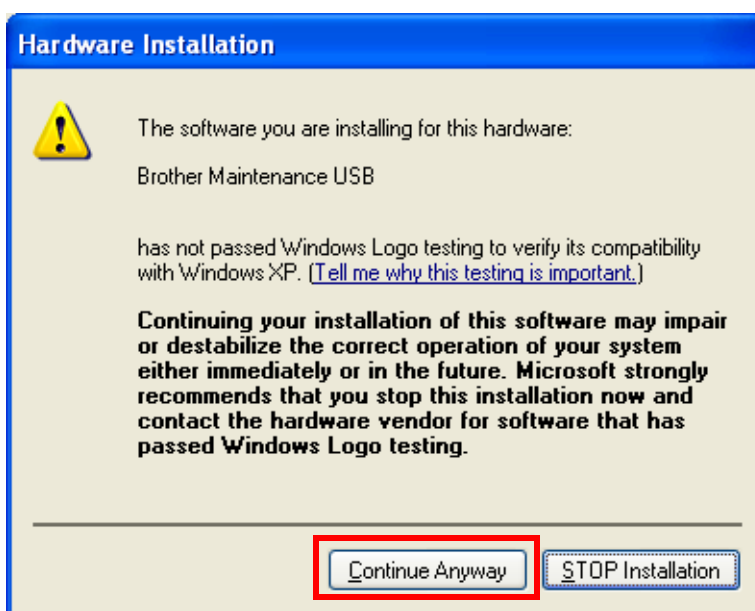 Hardware Installation
The software you are installing for this hardware:
Brother Maintenance USB
has not passed Windows Logo testing to verify its compatibility
with Windows XP. (Tell me why this testing is important.)
Continuing your installation of this software may impair
or destabilize the correct operation of your system
either immediately or in the future. Microsoft strongly
recommends that you stop this installation now and
contact the hardware vendor for software that has
passed Windows Logo testing.
Continue Anyway
STOP Installation